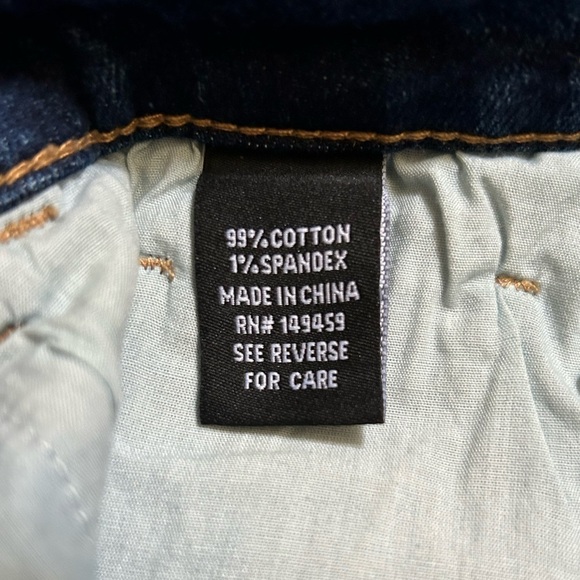 99% COTTON
1% SPANDEX
MADE IN CHINA
RN# 149459
SEE REVERSE
FOR CARE